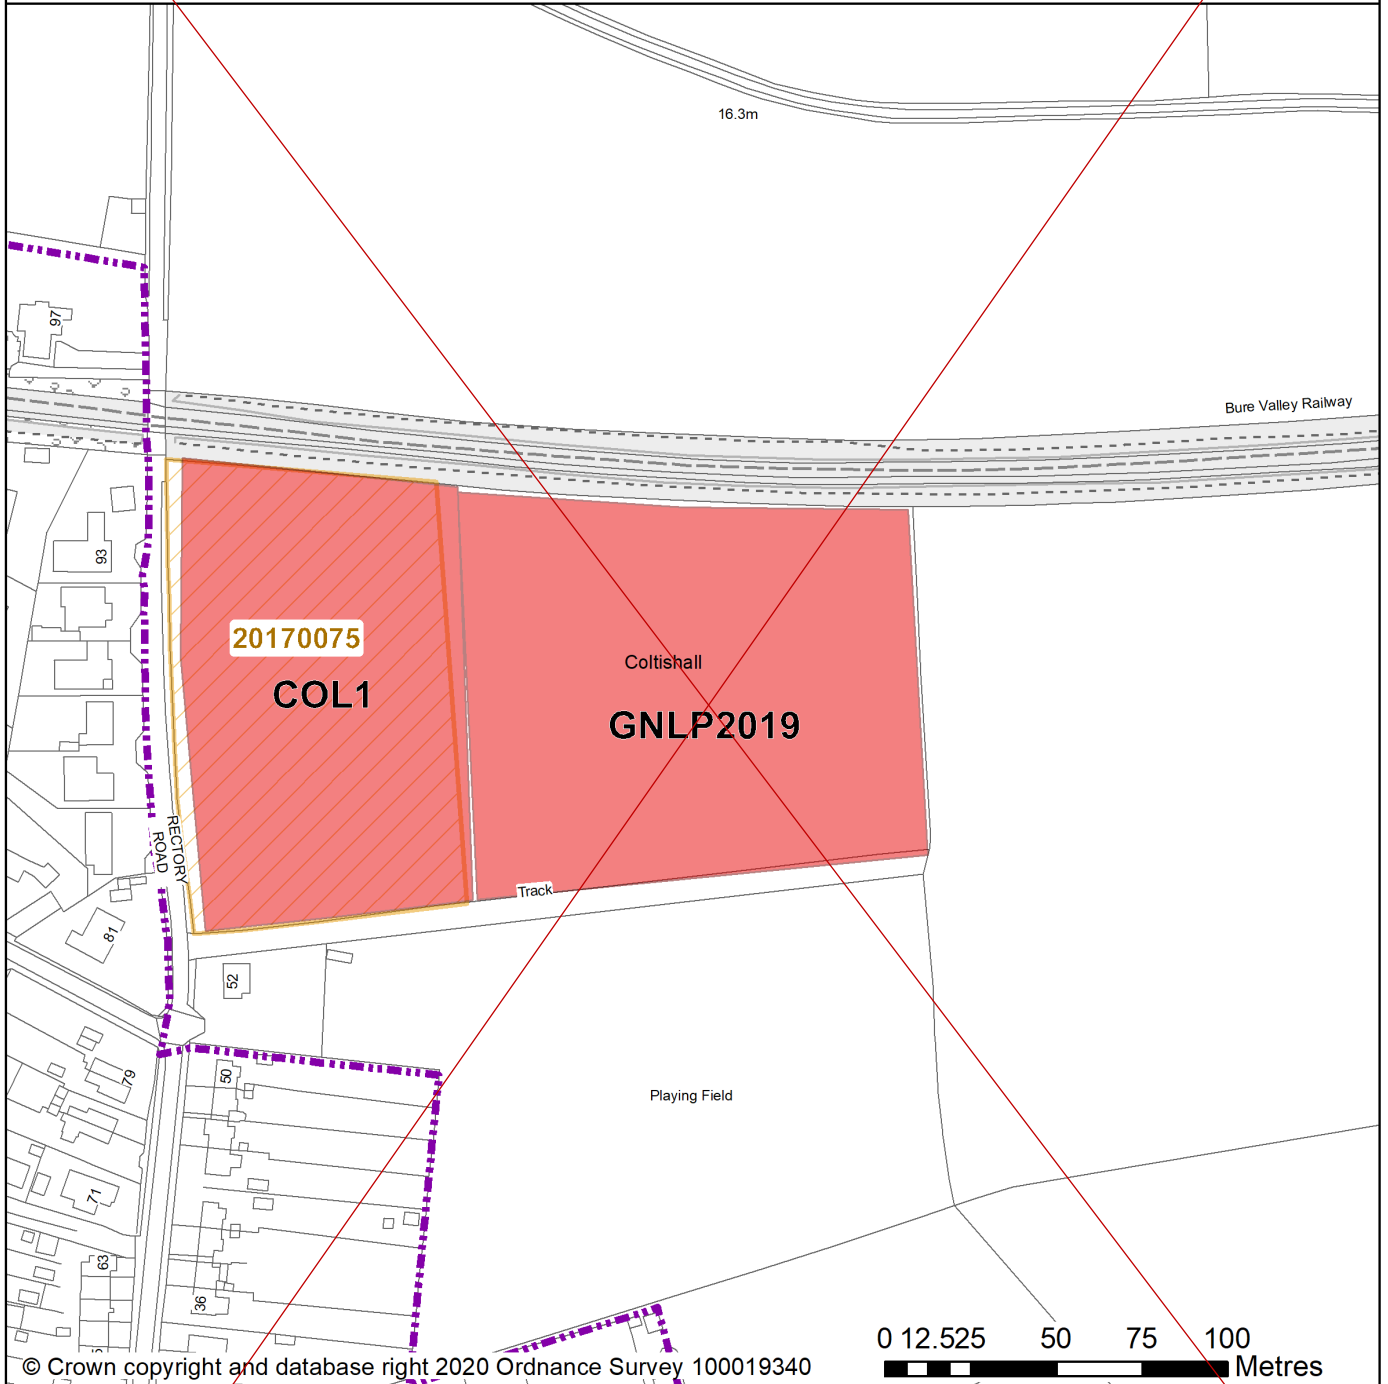 16.3m
97
Bure Valley Railway
93
20170075
COL1
Coltishall
GNLP2019
RECTORY
ROAD
Track
81
52
79
50
Playing Field
71
63
36
0 12.525 50 75 100
Metres
© Crown copyright and database right 2020 Ordnance Survey 100019340